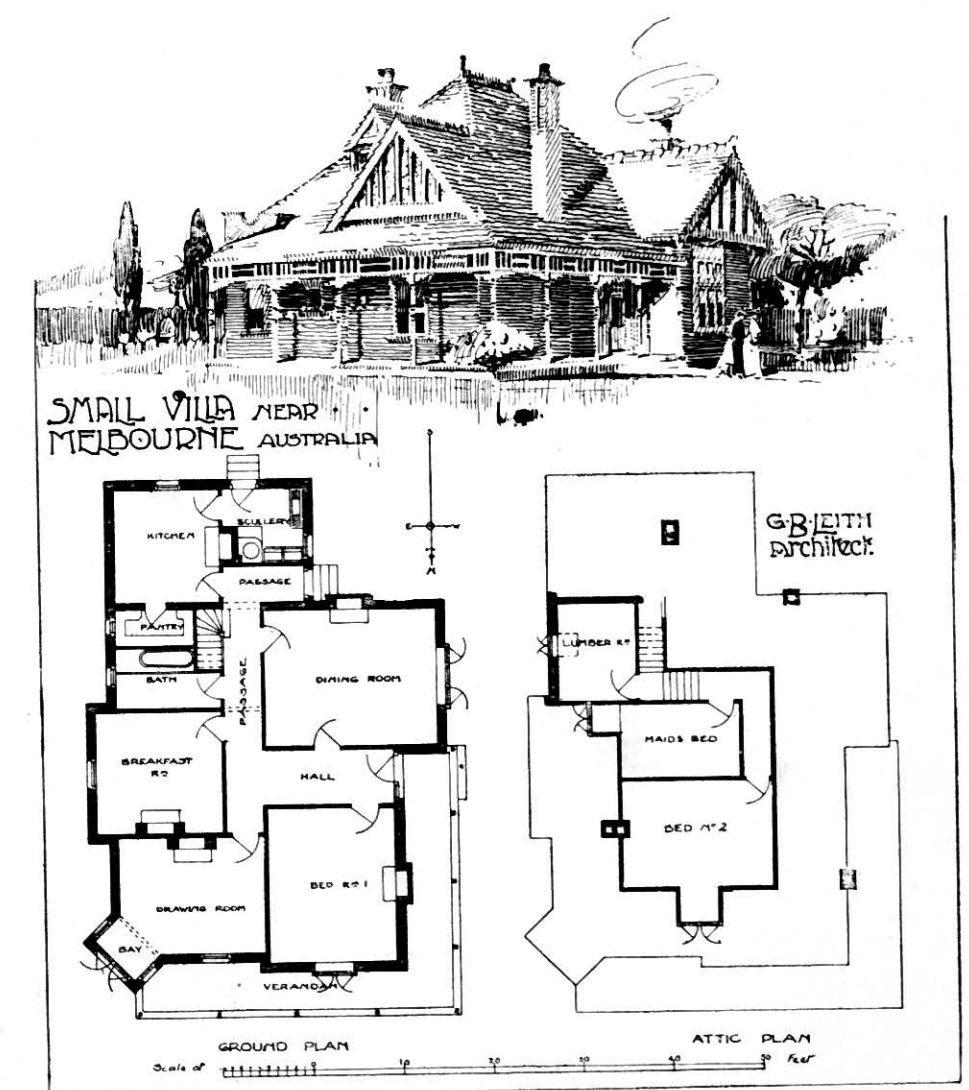 SMALL VILLA NEAR
MELBOURNE AUSTRALIA
G·B·LEITH
Architect.
E W
N
KITCHEN
SCULLERY
PASSAGE
PANTRY
BATH
PASSAGE
DINING ROOM
BREAKFAST
RM
HALL
DRAWING ROOM
BED RM 1
BAY
VERANDAH
LUMBER RM
MAIDS BED
BED No 2
GROUND PLAN
ATTIC PLAN
Scale of 0 10 20 30 40 50 Feet